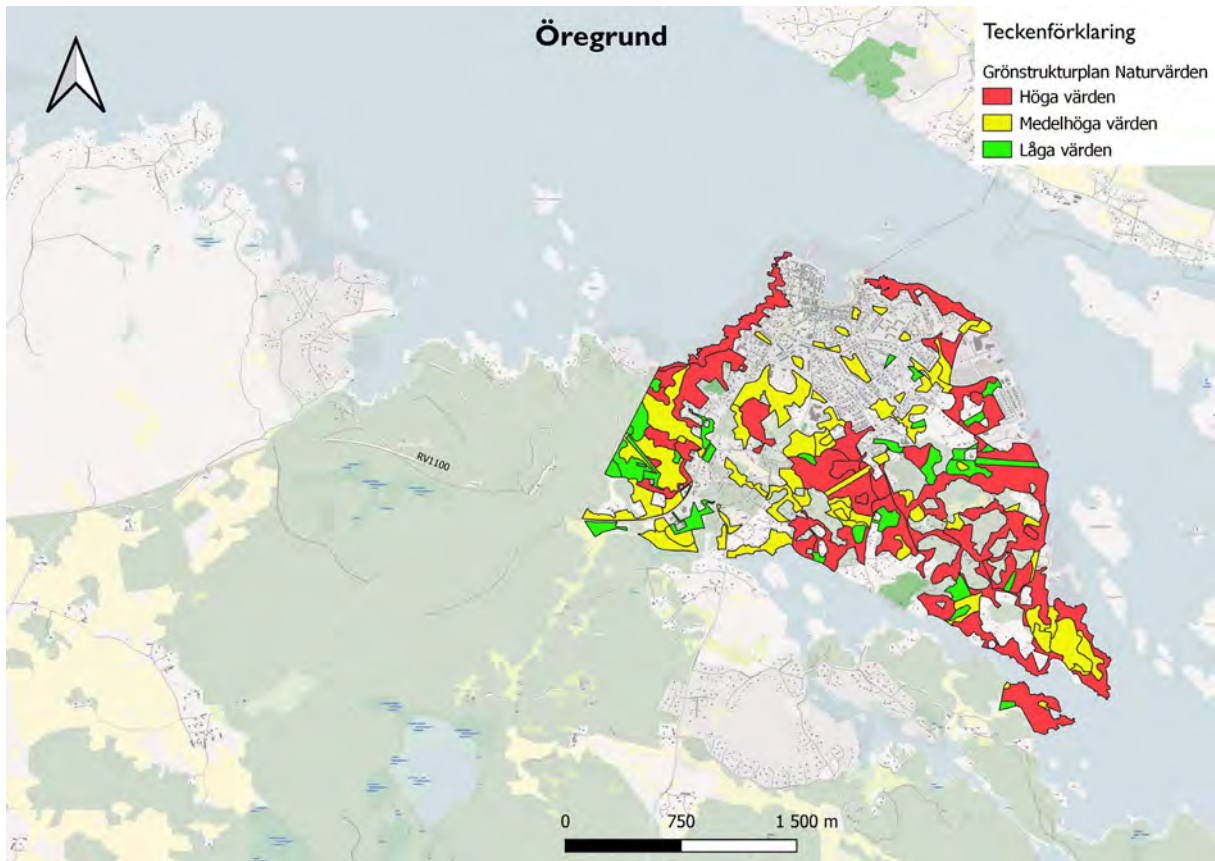 Öregrund
Teckenförklaring
Grönstrukturplan Naturvärden
Höga värden
Medelhöga värden
Låga värden
RV1100
0 750 1 500 m